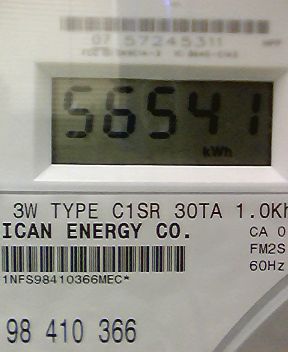 07 57245311
56541
kWh
3W TYPE C1SR 30TA 1.0Kh
ICAN ENERGY CO.
CA 0
FM2S
60Hz
1NFS98410366MEC*
98 410 366